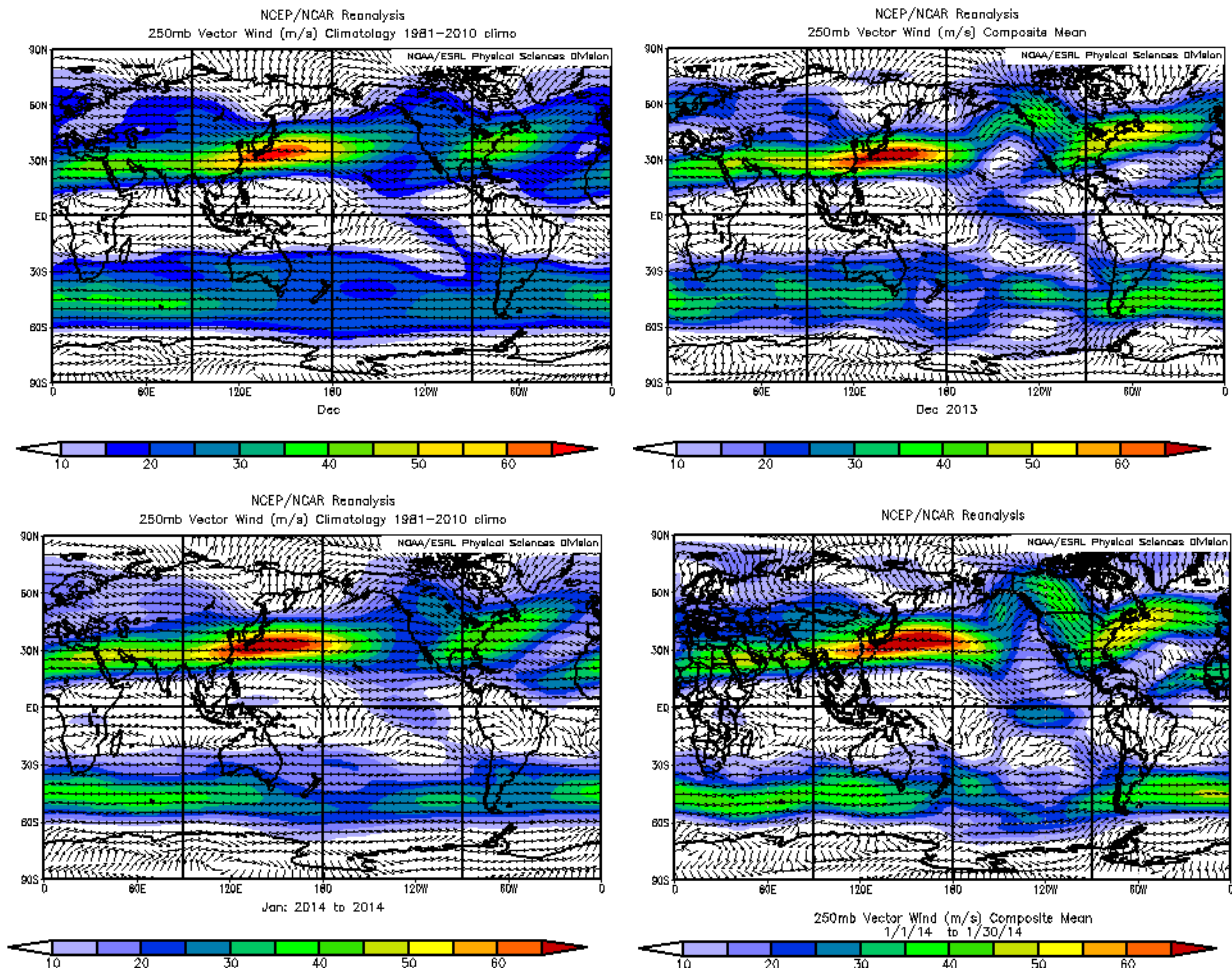 NCEP/NCAR Reanalysis
250mb Vector Wind (m/s) Climatology 1981-2010 climo
NOAA/ESRL Physical Sciences Division
90N
60N
30N
EQ
30S
60S
90S
0 60E 120E 180 120W 60W 0
Dec
10 20 30 40 50 60
NCEP/NCAR Reanalysis
250mb Vector Wind (m/s) Composite Mean
NOAA/ESRL Physical Sciences Division
90N
60N
30N
EQ
30S
60S
90S
0 60E 120E 180 120W 60W 0
Dec 2013
10 20 30 40 50 60
NCEP/NCAR Reanalysis
250mb Vector Wind (m/s) Climatology 1981-2010 climo
NOAA/ESRL Physical Sciences Division
90N
60N
30N
EQ
30S
60S
90S
0 60E 120E 180 120W 60W 0
Jan: 2014 to 2014
10 20 30 40 50 60
NCEP/NCAR Reanalysis
NOAA/ESRL Physical Sciences Division
90N
60N
30N
EQ
30S
60S
90S
0 60E 120E 180 120W 60W 0
250mb Vector Wind (m/s) Composite Mean
1/1/14 to 1/30/14
10 20 30 40 50 60